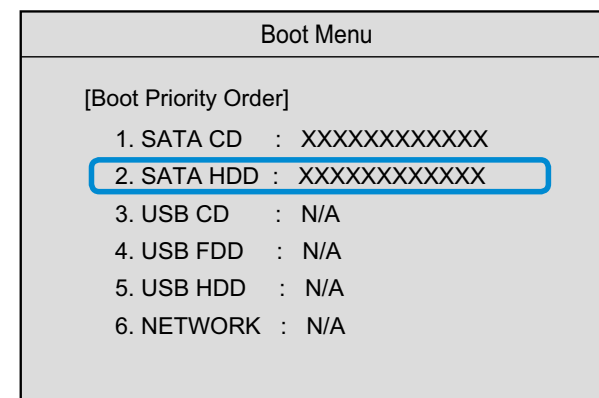 Boot Menu
[Boot Priority Order]
1. SATA CD : XXXXXXXXXXXX
2. SATA HDD : XXXXXXXXXXXX
3. USB CD : N/A
4. USB FDD : N/A
5. USB HDD : N/A
6. NETWORK : N/A